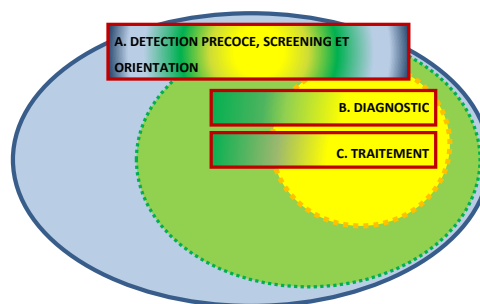 A. DETECTION PRECOCE, SCREENING ET
ORIENTATION
B. DIAGNOSTIC
C. TRAITEMENT